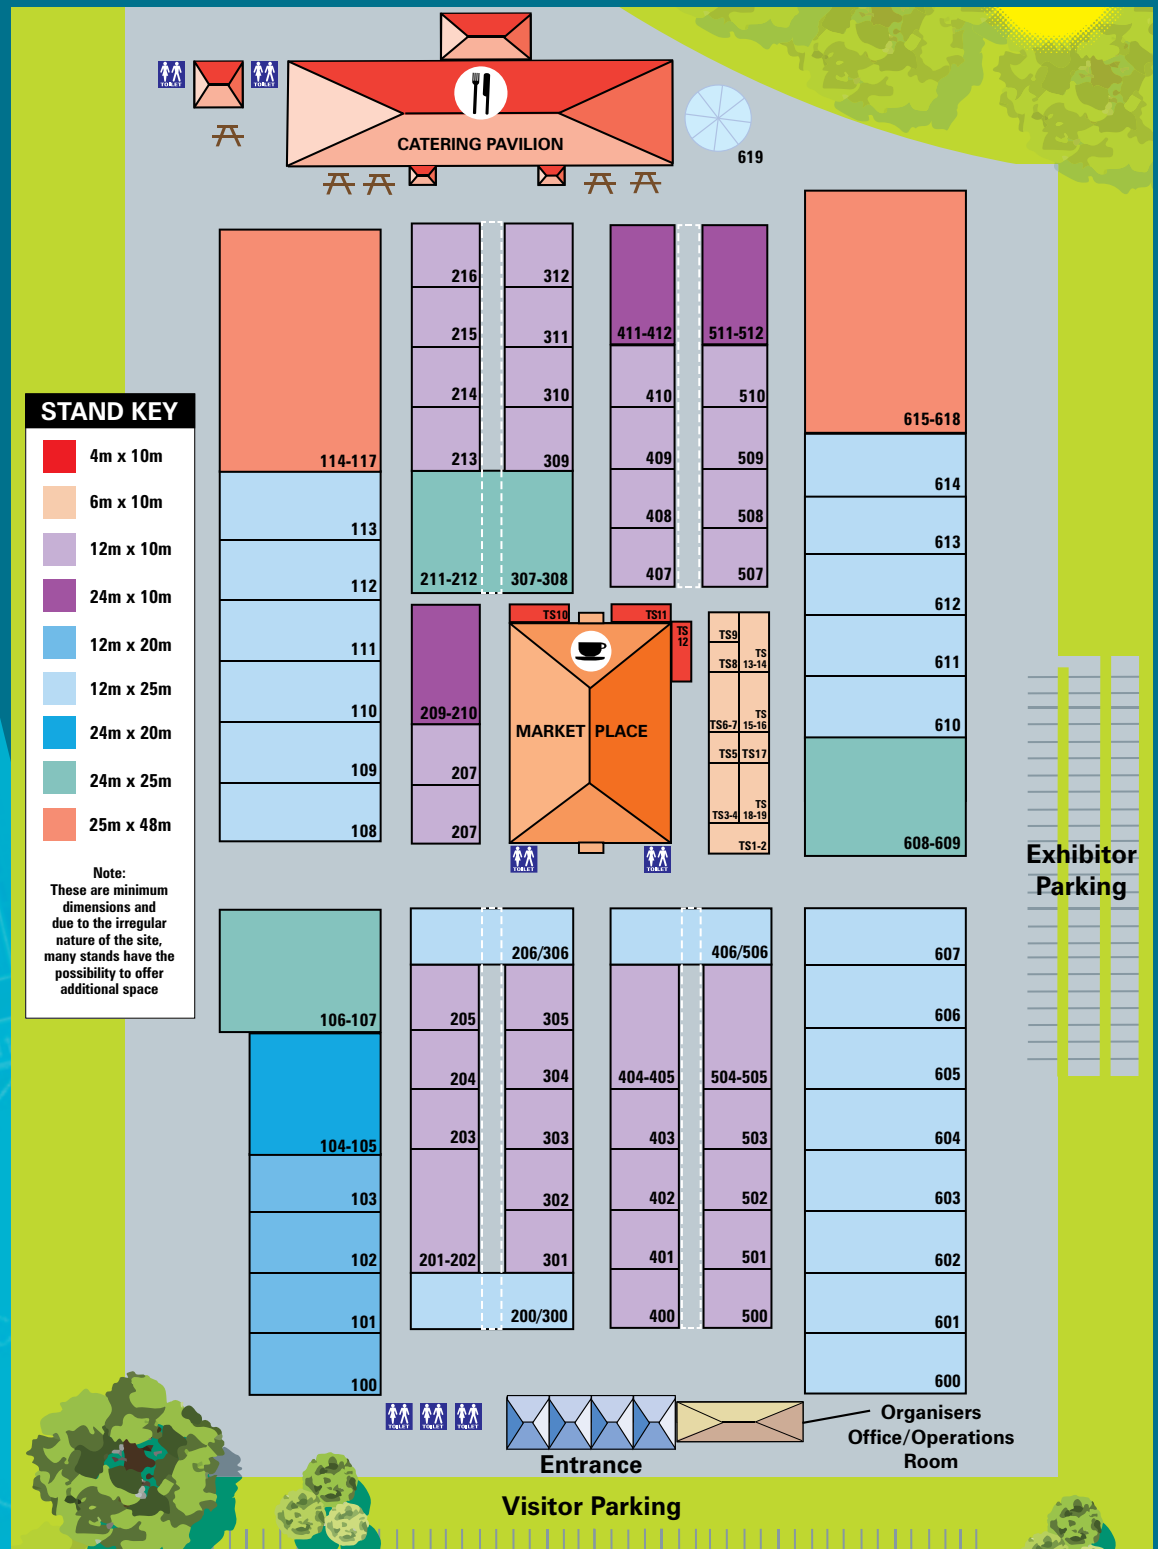 TOILET
TOILET
CATERING PAVILION
619
216
312
215
311
411-412
511-512
214
310
410
510
615-618
114-117
213
309
409
509
614
113
408
508
613
112
211-212
307-308
407
507
612
STAND KEY
4m x 10m
6m x 10m
12m x 10m
24m x 10m
12m x 20m
12m x 25m
24m x 20m
24m x 25m
25m x 48m
Note:
These are minimum
dimensions and
due to the irregular
nature of the site,
many stands have the
possibility to offer
additional space
TS10
TS11
TS
12
TS9
TS8
TS
13-14
111
611
110
209-210
TS6-7
TS
15-16
610
MARKET PLACE
109
207
TS5
TS17
108
207
TS3-4
TS
18-19
TS1-2
608-609
TOILET
TOILET
Exhibitor
Parking
206/306
406/506
607
106-107
205
305
606
204
304
404-405
504-505
605
104-105
203
303
403
503
604
103
302
402
502
603
102
201-202
301
401
501
602
101
200/300
400
500
601
100
600
TOILET
TOILET
TOILET
Organisers
Office/Operations
Room
Entrance
Visitor Parking